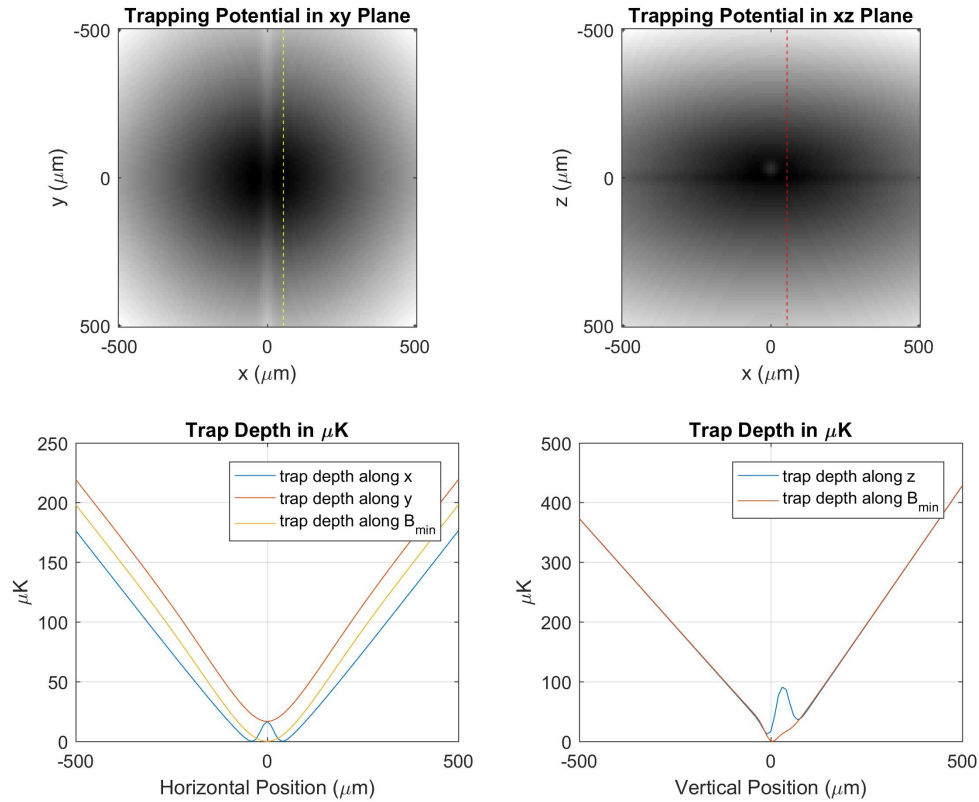 Trapping Potential in xy Plane
-500
0
500
y (μm)
-500
0
500
x (μm)
Trapping Potential in xz Plane
-500
0
500
z (μm)
-500
0
500
x (μm)
Trap Depth in μK
250
200
150
100
50
0
μK
trap depth along x
trap depth along y
trap depth along Bmin
-500
0
500
Horizontal Position (μm)
Trap Depth in μK
500
400
300
200
100
0
μK
trap depth along z
trap depth along Bmin
-500
0
500
Vertical Position (μm)